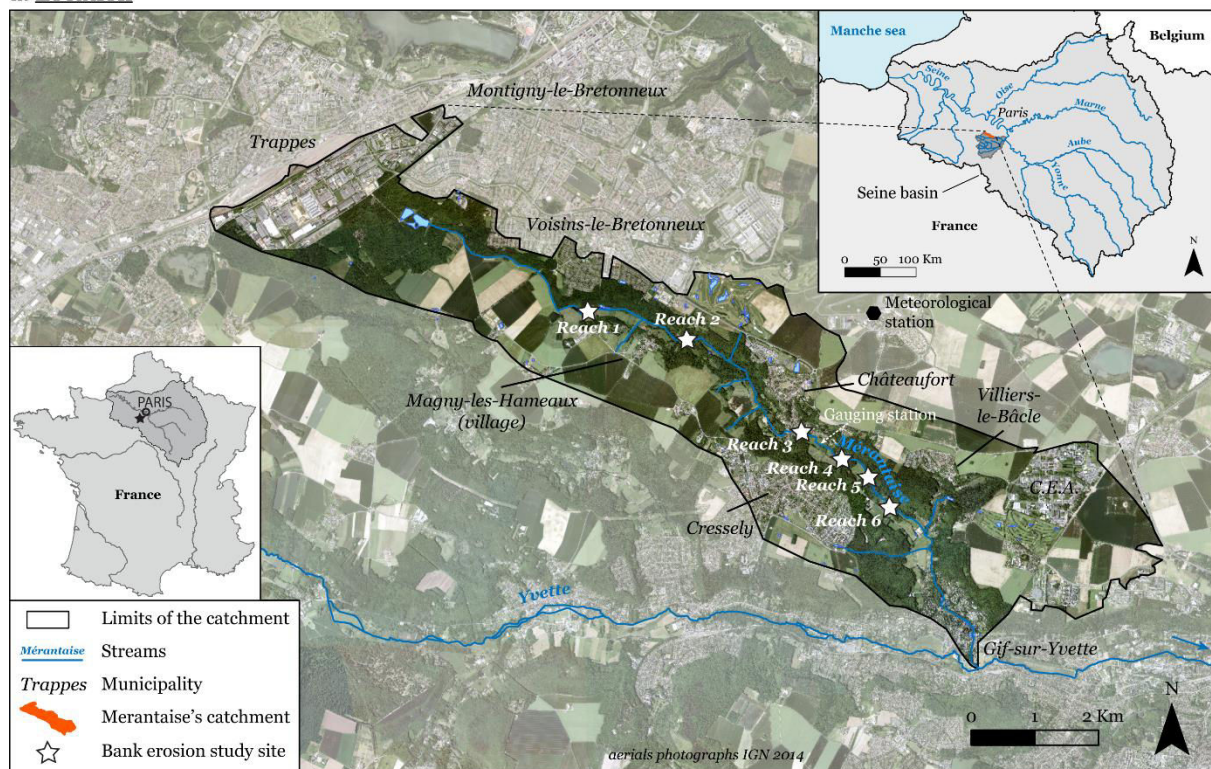 Manche sea
Belgium
Seine
Oise
Marne
Paris
Aube
Yonne
Seine basin
France
N
0 50 100 Km
Montigny-le-Bretonneux
Trappes
Voisins-le-Bretonneux
Meteorological
station
Reach 1
Reach 2
Châteaufort
Magny-les-Hameaux
(village)
Villiers-
le-Bâcle
Gauging station
Reach 3
Mérantaise
Reach 4
Reach 5
C.E.A.
Reach 6
Cressely
PARIS
France
Yvette
Gif-sur-Yvette
Limits of the catchment
Mérantaise Streams
Trappes Municipality
Merantaise's catchment
Bank erosion study site
N
0 1 2 Km
aerials photographs IGN 2014